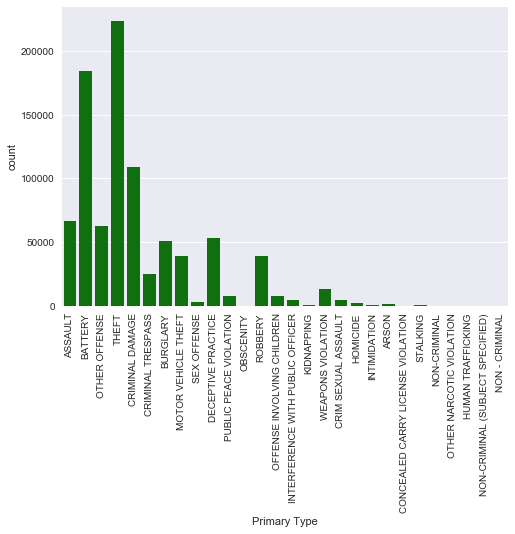 200000
150000
100000
50000
0
count
ASSAULT
BATTERY
OTHER OFFENSE
THEFT
CRIMINAL DAMAGE
CRIMINAL TRESPASS
BURGLARY
MOTOR VEHICLE THEFT
SEX OFFENSE
DECEPTIVE PRACTICE
PUBLIC PEACE VIOLATION
OBSCENITY
ROBBERY
OFFENSE INVOLVING CHILDREN
INTERFERENCE WITH PUBLIC OFFICER
KIDNAPPING
WEAPONS VIOLATION
CRIM SEXUAL ASSAULT
HOMICIDE
INTIMIDATION
ARSON
CONCEALED CARRY LICENSE VIOLATION
STALKING
NON-CRIMINAL
OTHER NARCOTIC VIOLATION
HUMAN TRAFFICKING
NON-CRIMINAL (SUBJECT SPECIFIED)
NON - CRIMINAL
Primary Type